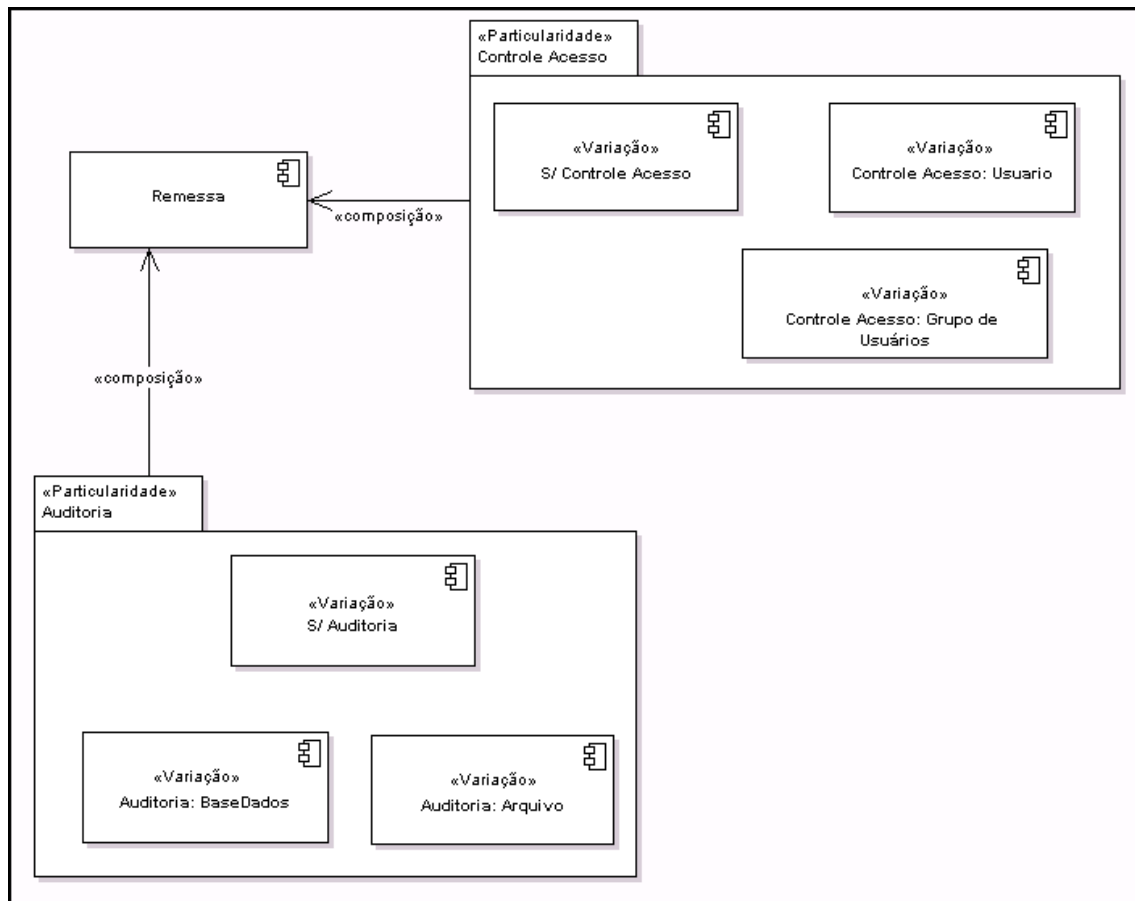 «Particularidade»
Controle Acesso
«Variação»
S/ Controle Acesso
«Variação»
Controle Acesso: Usuario
Remessa
«composição»
«Variação»
Controle Acesso: Grupo de
Usuários
«composição»
«Particularidade»
Auditoria
«Variação»
S/ Auditoria
«Variação»
Auditoria: BaseDados
«Variação»
Auditoria: Arquivo